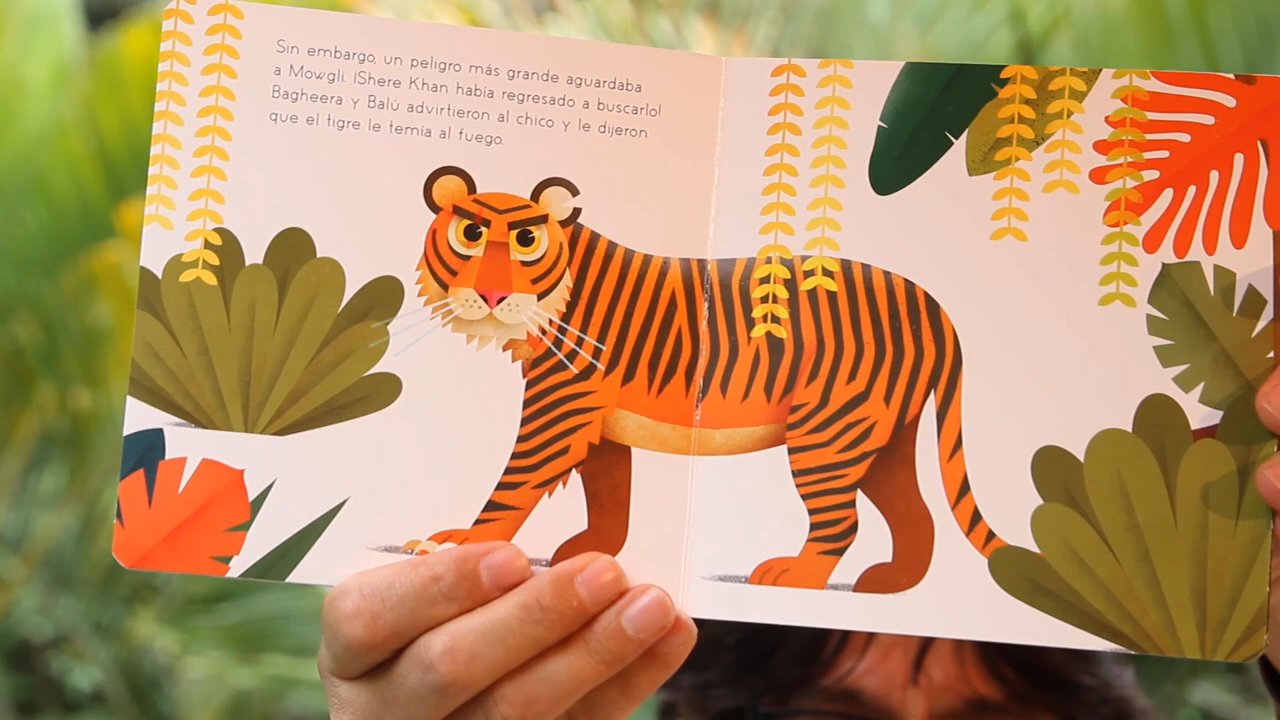 Sin embargo, un peligro más grande aguardaba
a Mowgli. ¡Shere Khan había regresado a buscarlo!
Bagheera y Balú advirtieron al chico y le dijeron
que el tigre le temía al fuego.